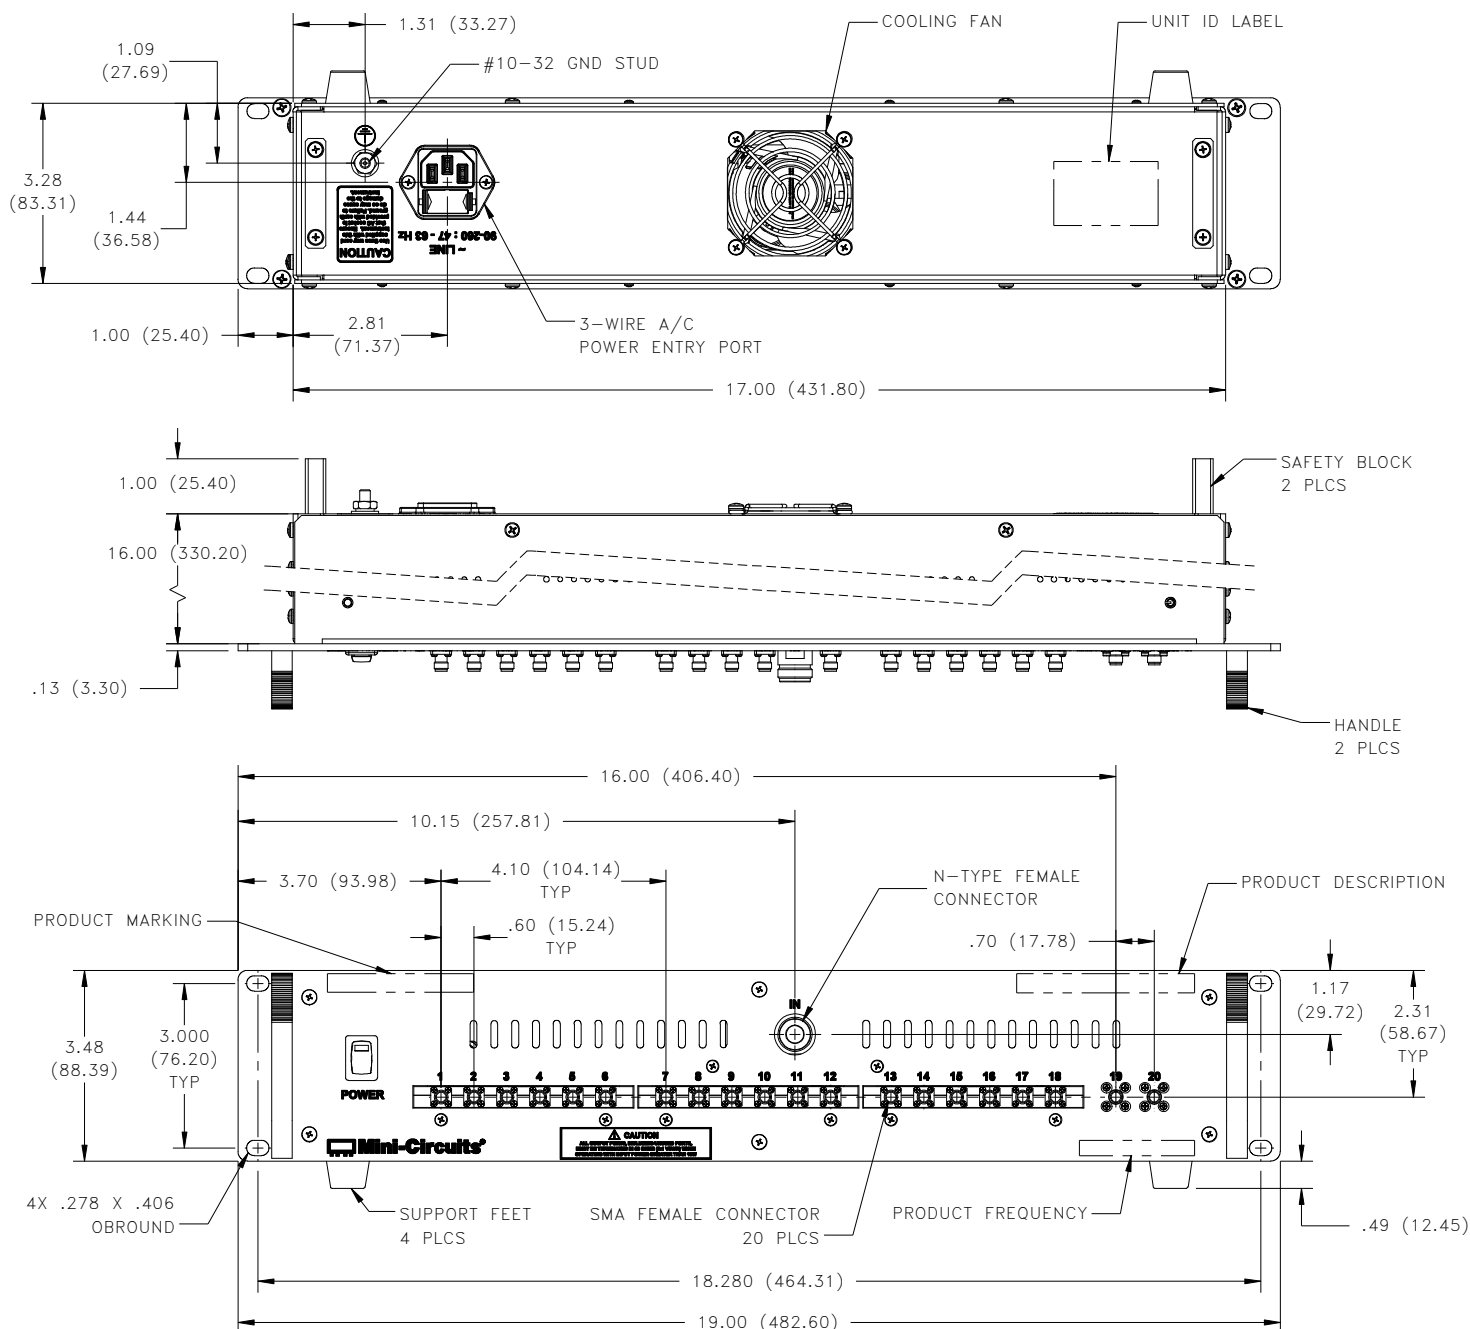 1.31 (33.27)
COOLING FAN
UNIT ID LABEL
1.09
(27.69)
#10-32 GND STUD
3.28
(83.31)
1.44
(36.58)
CAUTION
~ LINE
90-260 : 47 - 63 Hz
1.00 (25.40)
2.81
(71.37)
3-WIRE A/C
POWER ENTRY PORT
17.00 (431.80)
1.00 (25.40)
SAFETY BLOCK
2 PLCS
16.00 (330.20)
.13 (3.30)
HANDLE
2 PLCS
16.00 (406.40)
10.15 (257.81)
3.70 (93.98)
4.10 (104.14)
TYP
N-TYPE FEMALE
CONNECTOR
PRODUCT DESCRIPTION
PRODUCT MARKING
.60 (15.24)
TYP
.70 (17.78)
IN
1.17
(29.72)
2.31
(58.67)
TYP
3.48
(88.39)
3.000
(76.20)
TYP
POWER
1 2 3 4 5 6 7 8 9 10 11 12 13 14 15 16 17 18 19 20
Mini-Circuits®
CAUTION
4X .278 X .406
OBROUND
SUPPORT FEET
4 PLCS
SMA FEMALE CONNECTOR
20 PLCS
PRODUCT FREQUENCY
.49 (12.45)
18.280 (464.31)
19.00 (482.60)